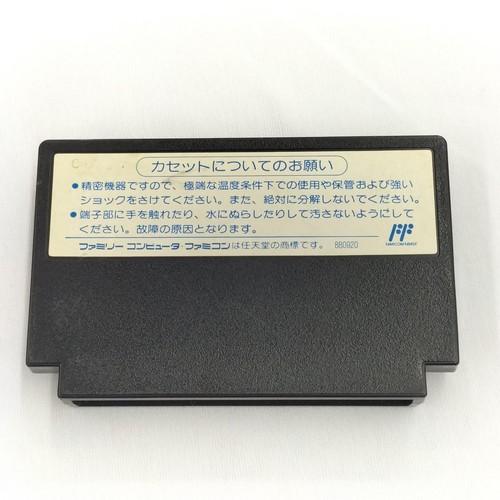 カセットについてのお願い
●精密機器ですので、極端な温度条件下での使用や保管および強い
ショックをさけてください。また、絶対に分解しないでください。
●端子部に手を触れたり、水にぬらしたりして汚さないようにして
ください。故障の原因となります。
ファミリー コンピュータ・ファミコンは任天堂の商標です。 BB0920
FF
FAMICOM FAMILY